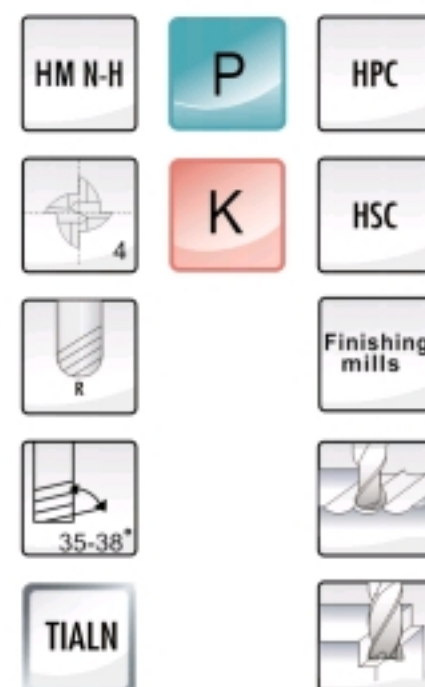 HM N-H
P
HPC
4
K
HSC
R
Finishing
mills
35-38°
TIALN